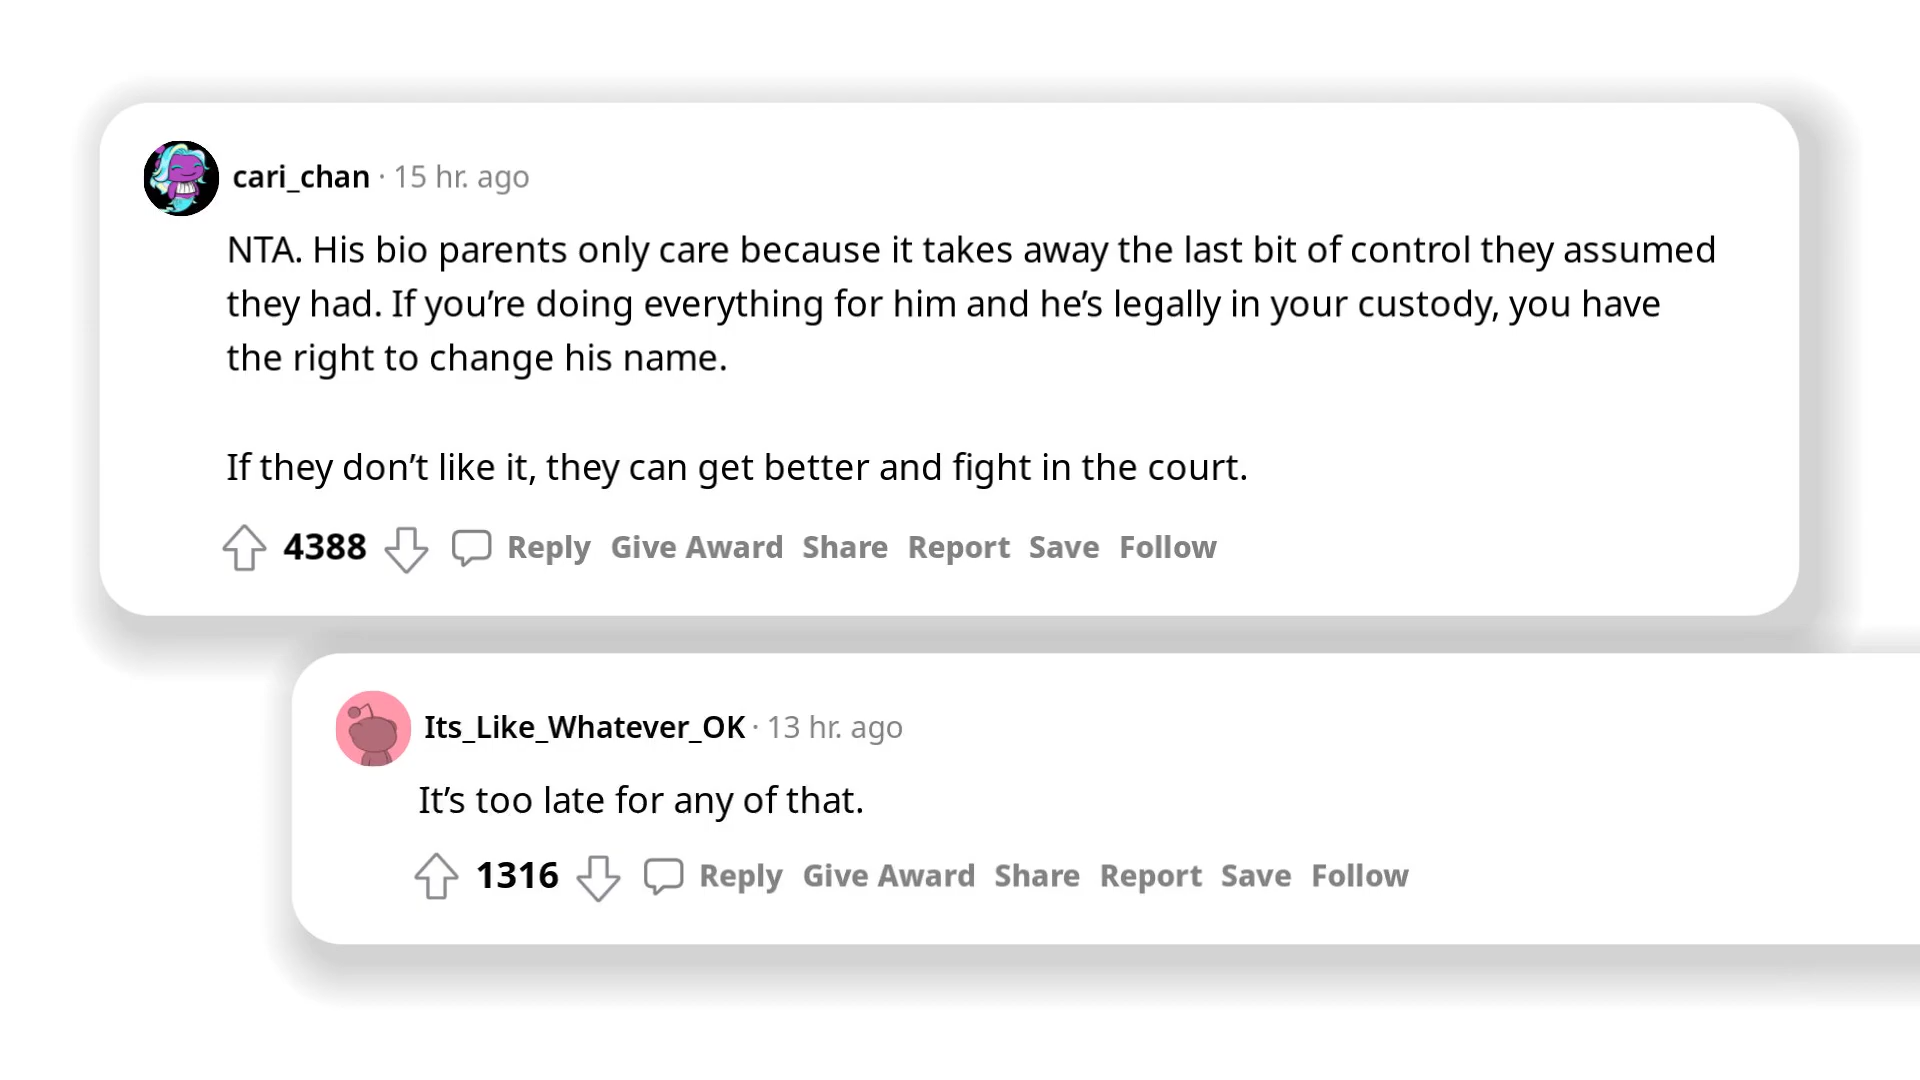 cari_chan · 15 hr. ago
NTA. His bio parents only care because it takes away the last bit of control they assumed
they had. If you’re doing everything for him and he’s legally in your custody, you have
the right to change his name.
If they don’t like it, they can get better and fight in the court.
4388 Reply Give Award Share Report Save Follow
Its_Like_Whatever_OK · 13 hr. ago
It’s too late for any of that.
1316 Reply Give Award Share Report Save Follow